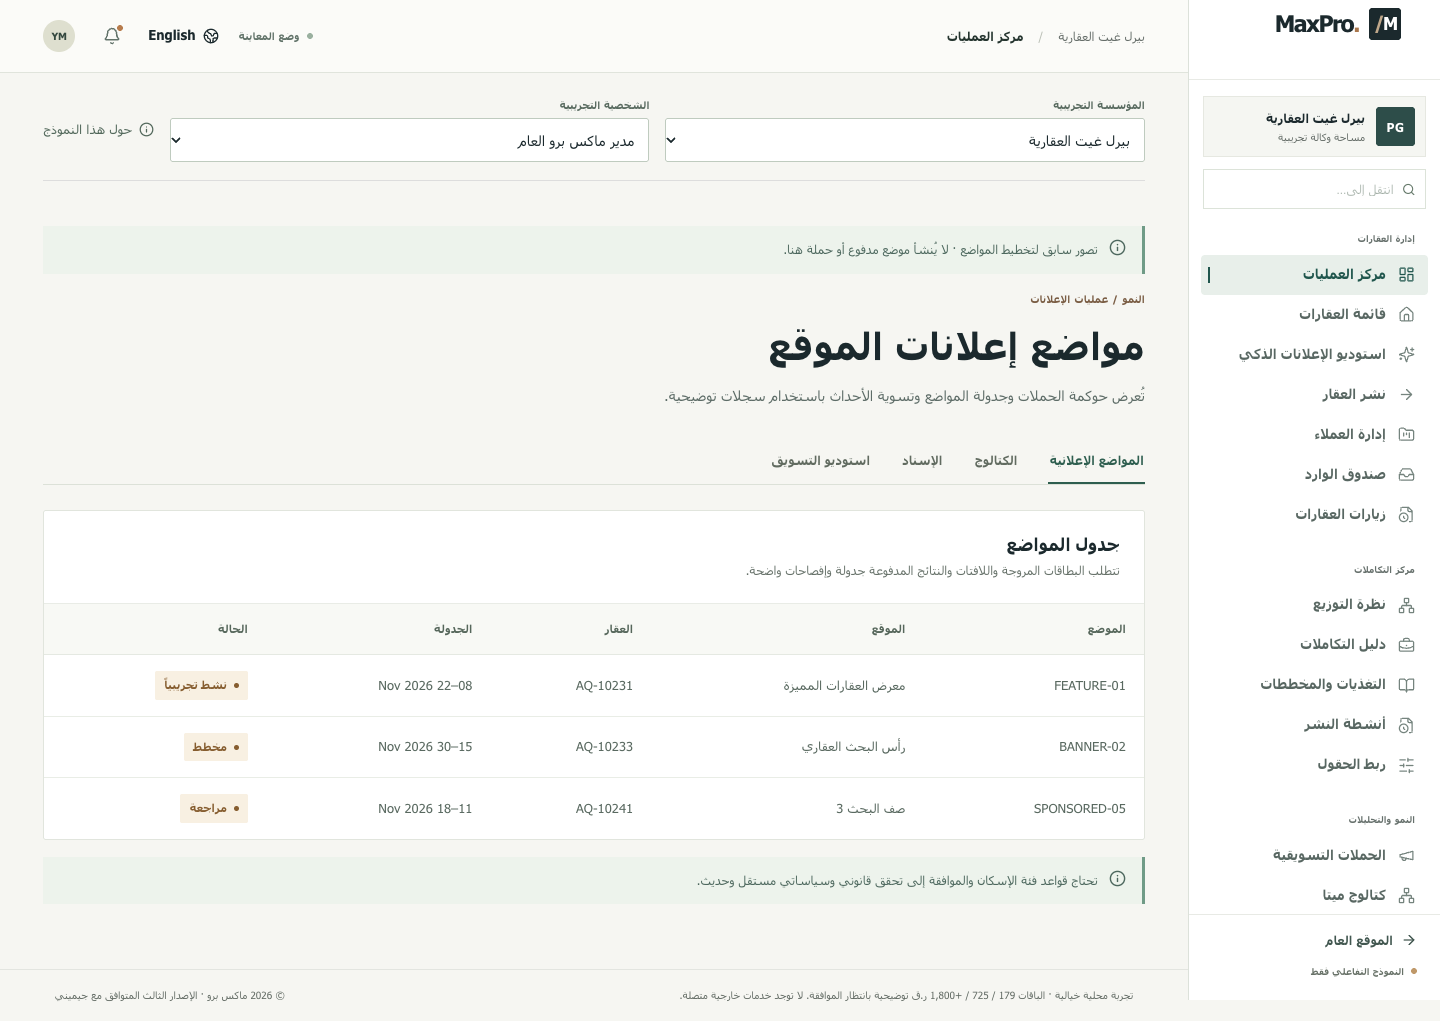 MaxPro.
/M
بيرل غيت العقارية / مركز العمليات
وضع المعاينة
English
YM
PG
بيرل غيت العقارية
مساحة وكالة تجريبية
انتقل إلى...
إدارة العقارات
مركز العمليات
قائمة العقارات
استوديو الإعلانات الذكي
نشر العقار
إدارة العملاء
صندوق الوارد
زيارات العقارات
مركز التكاملات
نظرة التوزيع
دليل التكاملات
التغذيات والمخططات
أنشطة النشر
ربط الحقول
النمو والتحليلات
الحملات التسويقية
كتالوج ميتا
الموقع العام
النموذج التفاعلي فقط
المؤسسة التجريبية
بيرل غيت العقارية
الشخصية التجريبية
مدير ماكس برو العام
حول هذا النموذج
تصور سابق لتخطيط المواضع · لا يُنشأ موضع مدفوع أو حملة هنا.
النمو / عمليات الإعلانات
مواضع إعلانات الموقع
تُعرض حوكمة الحملات وجدولة المواضع وتسوية الأحداث باستخدام سجلات توضيحية.
المواضع الإعلانية
الكتالوج
الإسناد
استوديو التسويق
جدول المواضع
تتطلب البطاقات المروجة واللافتات والنتائج المدفوعة جدولة وإفصاحات واضحة.
الموضع الموقع العقار الجدولة الحالة
FEATURE-01 معرض العقارات المميزة AQ-10231 08–22 Nov 2026 نشط تجريبياً
BANNER-02 رأس البحث العقاري AQ-10233 15–30 Nov 2026 مخطط
SPONSORED-05 صف البحث 3 AQ-10241 11–18 Nov 2026 مراجعة
تحتاج قواعد فئة الإسكان والموافقة إلى تحقق قانوني وسياساتي مستقل وحديث.
تجربة محلية خيالية · الباقات 179 / 725 / +1,800 ر.ق توضيحية بانتظار الموافقة. لا توجد خدمات خارجية متصلة.
© 2026 ماكس برو · الإصدار الثالث المتوافق مع جيميني